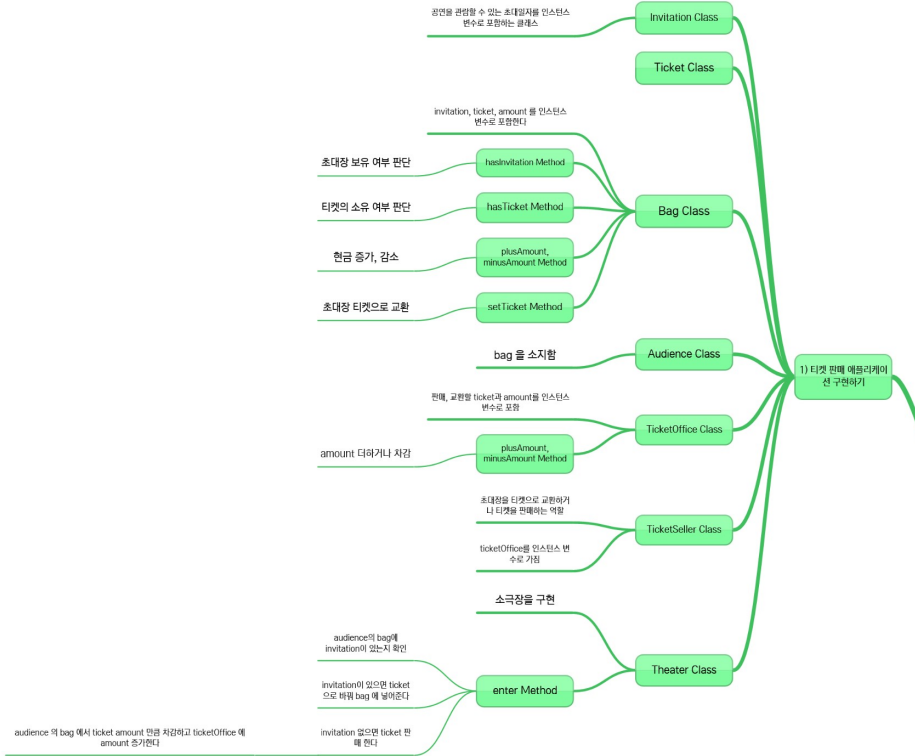 공연을 관람할 수 있는 초대일자를 인스턴스
변수로 포함하는 클래스
Invitation Class
Ticket Class
invitation, ticket, amount 를 인스턴스
변수로 포함한다
초대장 보유 여부 판단
hasInvitation Method
티켓의 소유 여부 판단
hasTicket Method
Bag Class
현금 증가, 감소
plusAmount,
minusAmount Method
초대장 티켓으로 교환
setTicket Method
bag 을 소지함
Audience Class
1) 티켓 판매 애플리케이
션 구현하기
판매, 교환할 ticket과 amount를 인스턴스
변수로 포함
TicketOffice Class
amount 더하거나 차감
plusAmount,
minusAmount Method
초대장을 티켓으로 교환하거
나 티켓을 판매하는 역할
TicketSeller Class
ticketOffice를 인스턴스 변
수로 가짐
소극장을 구현
Theater Class
audience의 bag에
invitation이 있는지 확인
enter Method
invitation이 있으면 ticket
으로 바꿔 bag 에 넣어준다
audience 의 bag 에서 ticket amount 만큼 차감하고 ticketOffice 에
amount 증가한다
invitation 없으면 ticket 판
매 한다